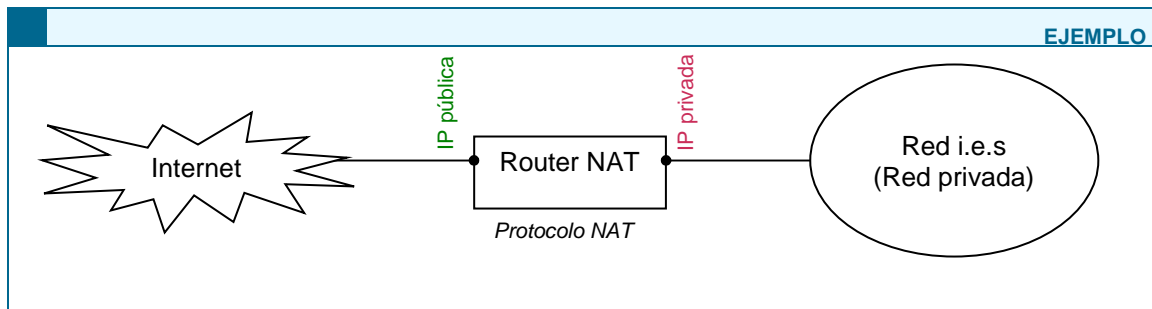 EJEMPLO
IP pública
IP privada
Internet
Router NAT
Red i.e.s
(Red privada)
Protocolo NAT